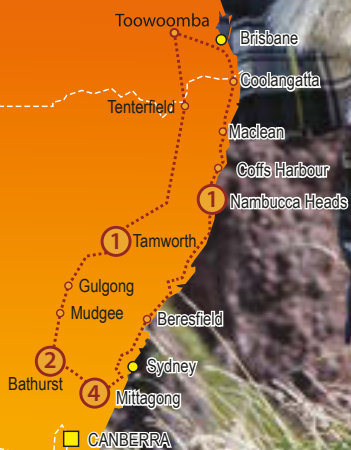 Toowoomba
Brisbane
Coolangatta
Tenterfield
Maclean
Coffs Harbour
1 Nambucca Heads
1 Tamworth
Gulgong
Mudgee
Beresfield
2
Sydney
Bathurst
4
Mittagong
CANBERRA